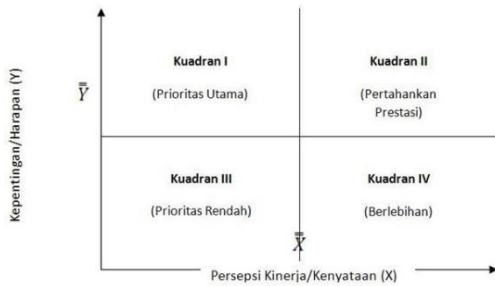 Kepentingan/Harapan (Y)
Y
Kuadran I
(Prioritas Utama)
Kuadran II
(Pertahankan
Prestasi)
Kuadran III
(Prioritas Rendah)
Kuadran IV
(Berlebihan)
X
Persepsi Kinerja/Kenyataan (X)